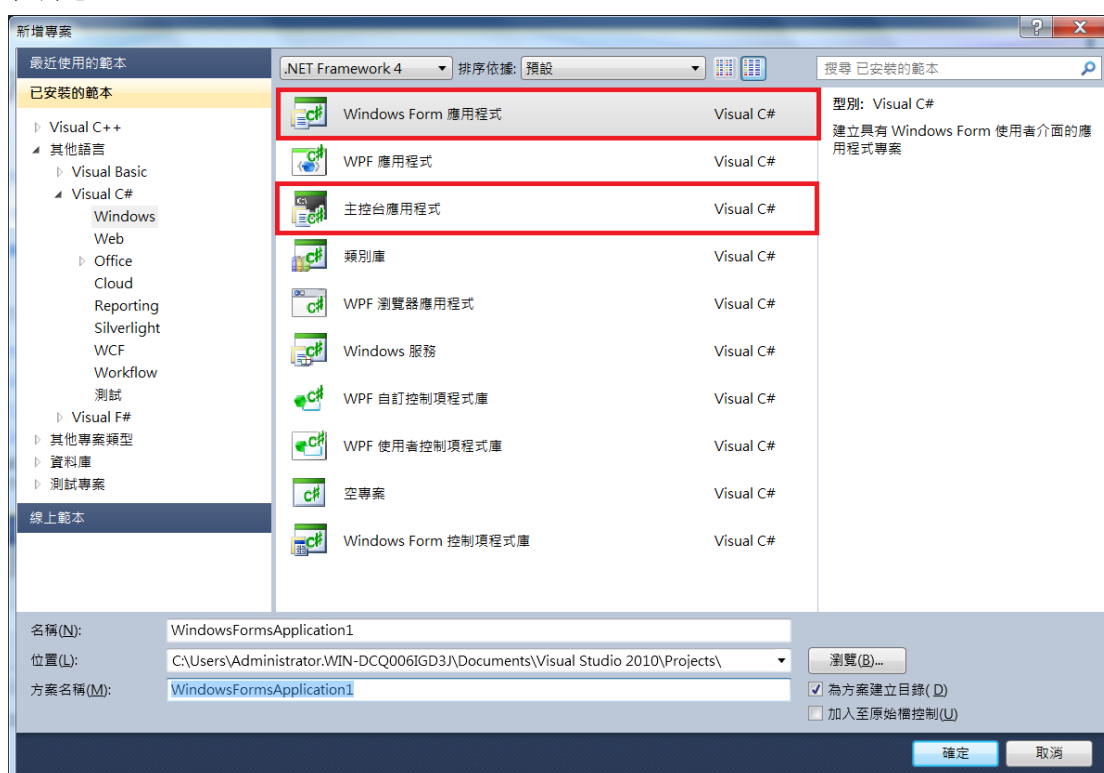 新增專案
最近使用的範本
已安裝的範本
Visual C++
其他語言
Visual Basic
Visual C#
Windows
Web
Office
Cloud
Reporting
Silverlight
WCF
Workflow
測試
Visual F#
其他專案類型
資料庫
測試專案
線上範本
.NET Framework 4 排序依據: 預設
Windows Form 應用程式 Visual C#
WPF 應用程式 Visual C#
主控台應用程式 Visual C#
類別庫 Visual C#
WPF 瀏覽器應用程式 Visual C#
Windows 服務 Visual C#
WPF 自訂控制項程式庫 Visual C#
WPF 使用者控制項程式庫 Visual C#
空專案 Visual C#
Windows Form 控制項程式庫 Visual C#
搜尋 已安裝的範本
型別: Visual C#
建立具有 Windows Form 使用者介面的應
用程式專案
名稱(N): WindowsFormsApplication1
位置(L): C:\Users\Administrator.WIN-DCQ006IGD3J\Documents\Visual Studio 2010\Projects\ 瀏覽(B)...
方案名稱(M): WindowsFormsApplication1 為方案建立目錄( D)
加入至原始檔控制(U)
確定 取消